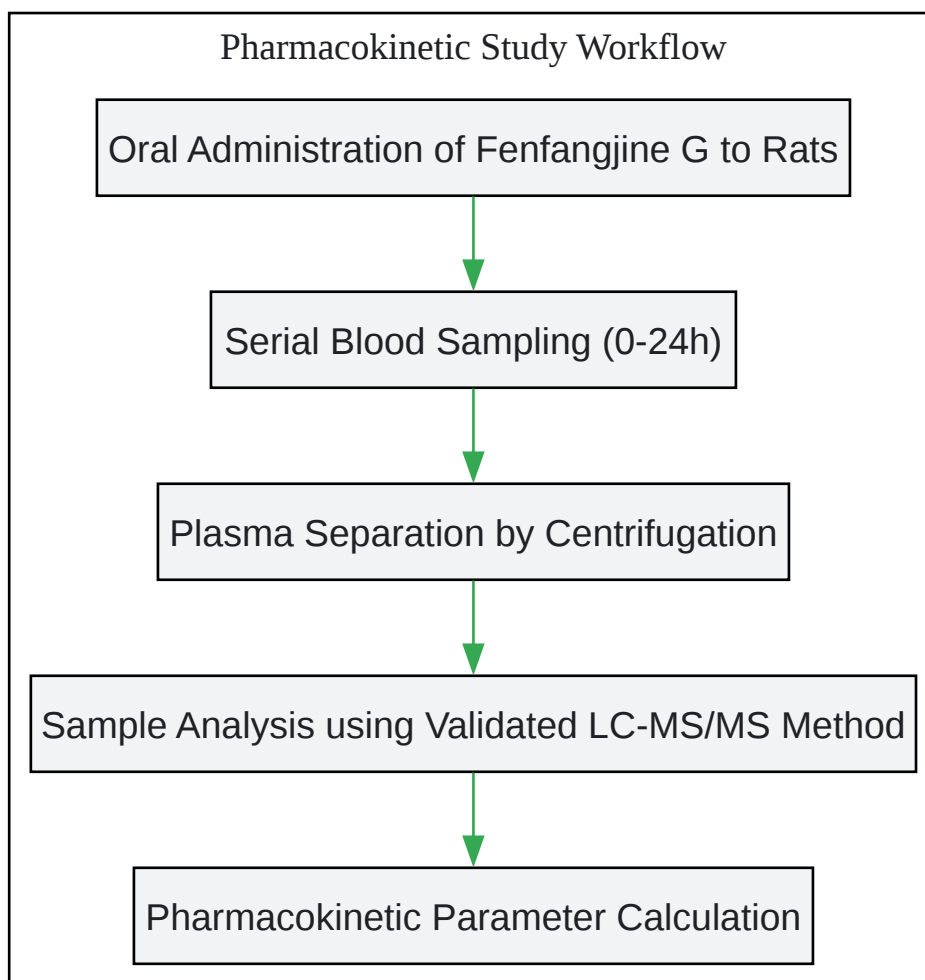 Pharmacokinetic Study Workflow
Oral Administration of Fenfangjine G to Rats
Serial Blood Sampling (0-24h)
Plasma Separation by Centrifugation
Sample Analysis using Validated LC-MS/MS Method
Pharmacokinetic Parameter Calculation